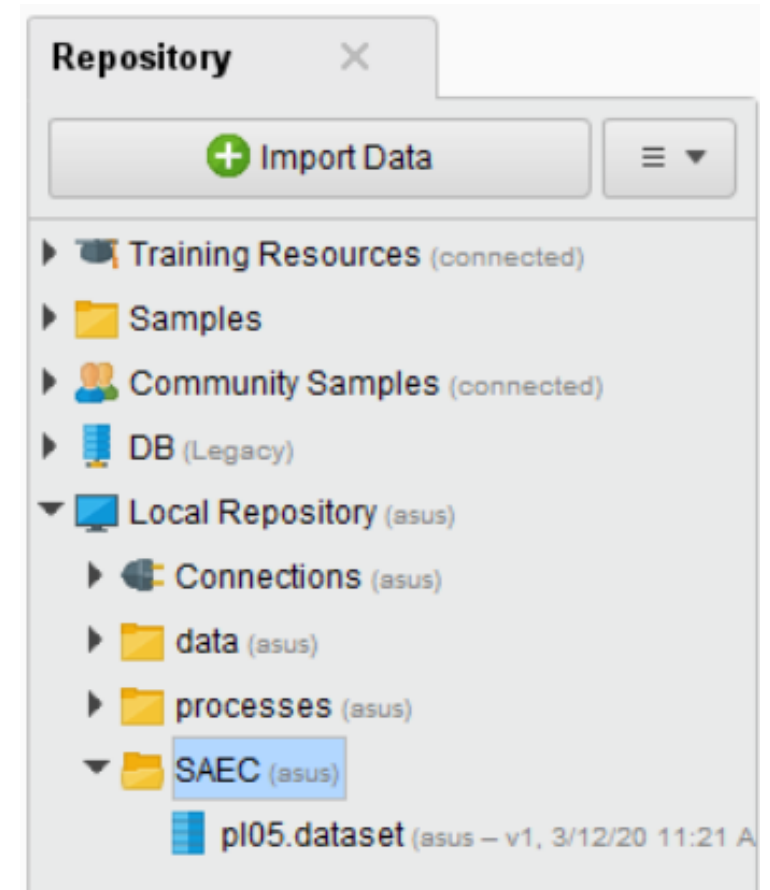 Repository
Import Data
Training Resources (connected)
Samples
Community Samples (connected)
DB (Legacy)
Local Repository (asus)
Connections (asus)
data (asus)
processes (asus)
SAEC (asus)
pl05.dataset (asus – v1, 3/12/20 11:21 A